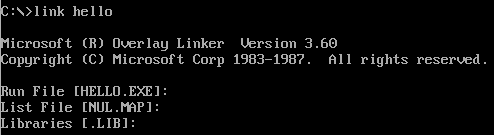 C:\>link hello
Microsoft (R) Overlay Linker  Version 3.60
Copyright (C) Microsoft Corp 1983-1987.  All rights reserved.
Run File [HELLO.EXE]:
List File [NUL.MAP]:
Libraries [.LIB]: